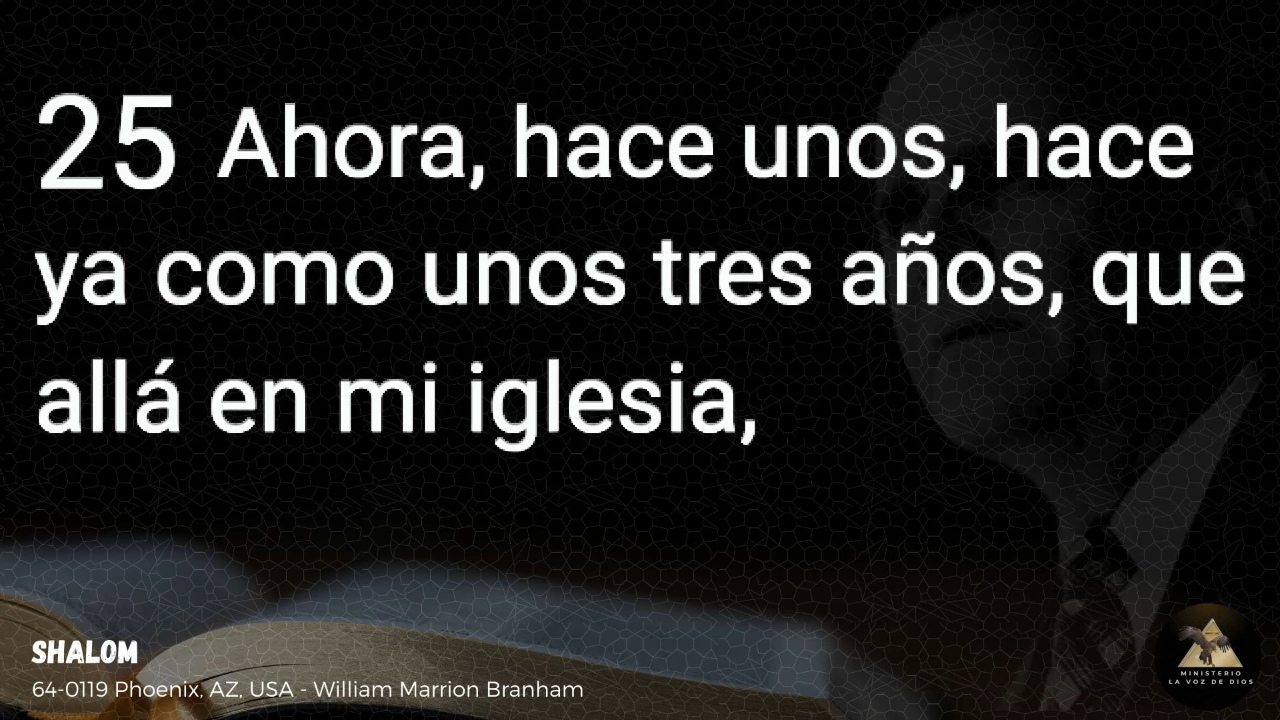 25 Ahora, hace unos, hace
ya como unos tres años, que
allá en mi iglesia,
SHALOM
64-0119 Phoenix, AZ, USA - William Marrion Branham
MINISTERIO
LA VOZ DE DIOS